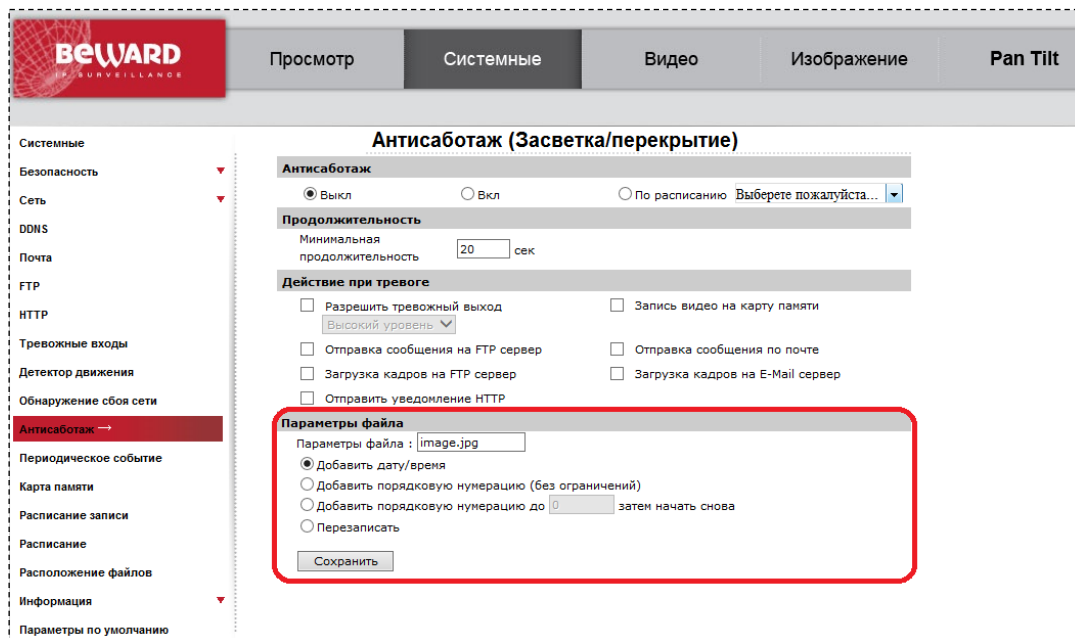 BEWARD
IP SURVEILLANCE
Просмотр
Системные
Видео
Изображение
Pan Tilt
Системные
Безопасность
Сеть
DDNS
Почта
FTP
HTTP
Тревожные входы
Детектор движения
Обнаружение сбоя сети
Антисаботаж →
Периодическое событие
Карта памяти
Расписание записи
Расписание
Расположение файлов
Информация
Параметры по умолчанию
Антисаботаж (Засветка/перекрытие)
Антисаботаж
Выкл
Вкл
По расписанию Выберете пожалуйста...
Продолжительность
Минимальная
продолжительность
20 сек
Действие при тревоге
Разрешить тревожный выход
Высокий уровень
Запись видео на карту памяти
Отправка сообщения на FTP сервер
Отправка сообщения по почте
Загрузка кадров на FTP сервер
Загрузка кадров на E-Mail сервер
Отправить уведомление HTTP
Параметры файла
Параметры файла : image.jpg
Добавить дату/время
Добавить порядковую нумерацию (без ограничений)
Добавить порядковую нумерацию до 0 затем начать снова
Перезаписать
Сохранить